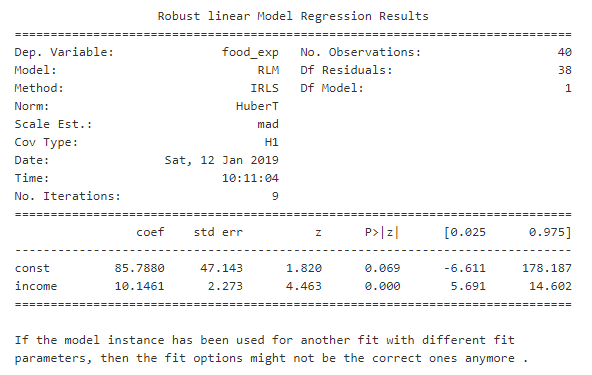 Robust linear Model Regression Results
==============================================================================
Dep. Variable: food_exp No. Observations: 40
Model: RLM Df Residuals: 38
Method: IRLS Df Model: 1
Norm: HuberT
Scale Est.: mad
Cov Type: H1
Date: Sat, 12 Jan 2019
Time: 10:11:04
No. Iterations: 9
==============================================================================
coef std err z P>|z| [0.025 0.975]
------------------------------------------------------------------------------
const 85.7880 47.143 1.820 0.069 -6.611 178.187
income 10.1461 2.273 4.463 0.000 5.691 14.602
==============================================================================
If the model instance has been used for another fit with different fit
parameters, then the fit options might not be the correct ones anymore .